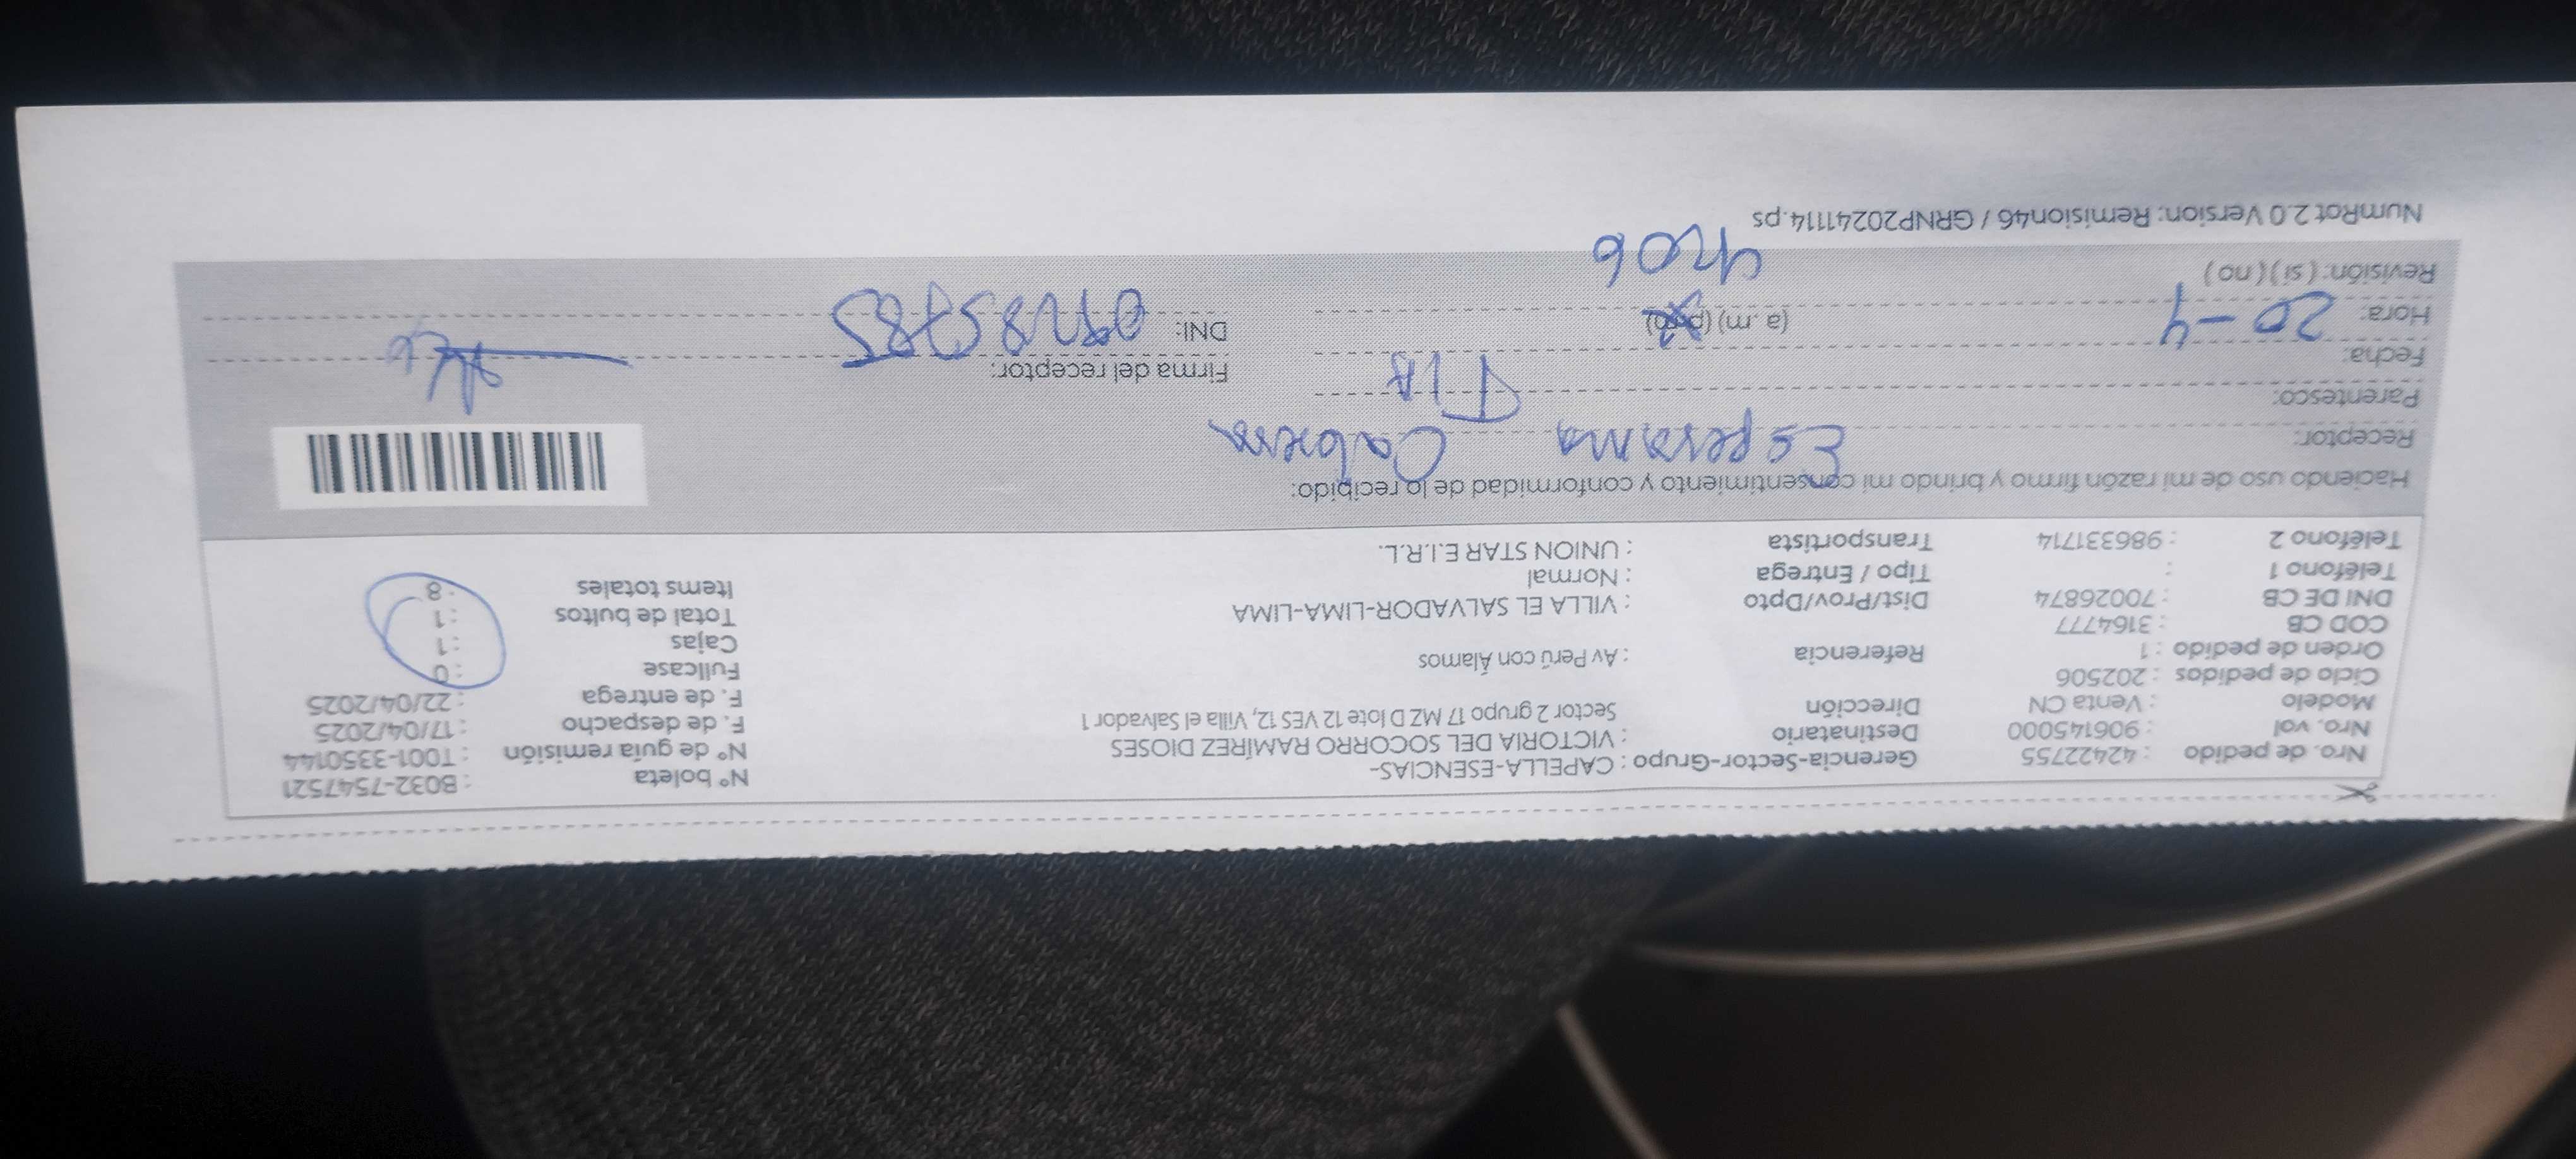 Nro. de pedido : 42422755 Gerencia-Sector-Grupo : CAPELLA-ESENCIAS- Nº boleta : B032-7547521
Nro. vol : 906145000 Destinatario : VICTORIA DEL SOCORRO RAMÍREZ DIOSES Nº de guía remisión : T001-3350144
Modelo : Venta CN Dirección Sector 2 grupo 17 MZ D lote 12 VES 12, Villa el Salvador 1 F. de despacho : 17/04/2025
Ciclo de pedidos : 202506 F. de entrega : 22/04/2025
Orden de pedido : 1 Referencia : Av Perú con Álamos Fullcase : 0
COD CB : 3164777 Cajas : 1
DNI DE CB : 70026874 Dist/Prov/Dpto : VILLA EL SALVADOR-LIMA-LIMA Total de bultos : 1
Teléfono 1 : Tipo / Entrega : Normal Items totales : 8
Teléfono 2 : 986331714 Transportista : UNION STAR E.I.R.L.
Haciendo uso de mi razón firmo y brindo mi consentimiento y conformidad de lo recibido:
Receptor: Esperanza Cabrera
Parentesco: TIA
Fecha: 20-4 Firma del receptor:
Hora: (a .m) (p.m) DNI:
Revisión: ( sí ) ( no )
NumRot 2.0 Version: Remision46 / GRNP20241114.ps